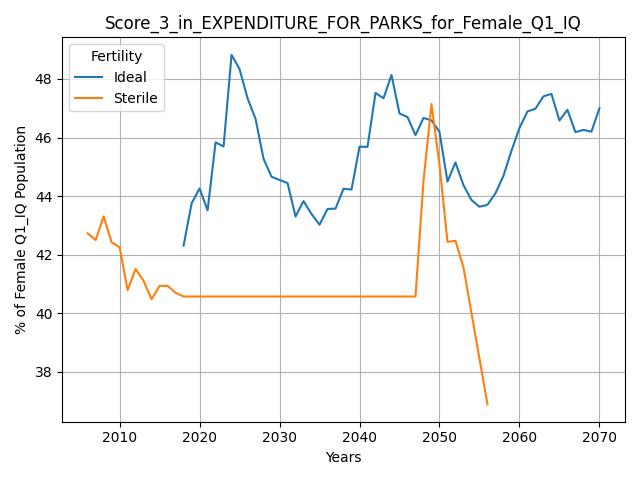 Score_3_in_EXPENDITURE_FOR_PARKS_for_Female_Q1_IQ
Fertility
Ideal
Sterile
% of Female Q1_IQ Population
48
46
44
42
40
38
2010 2020 2030 2040 2050 2060 2070
Years